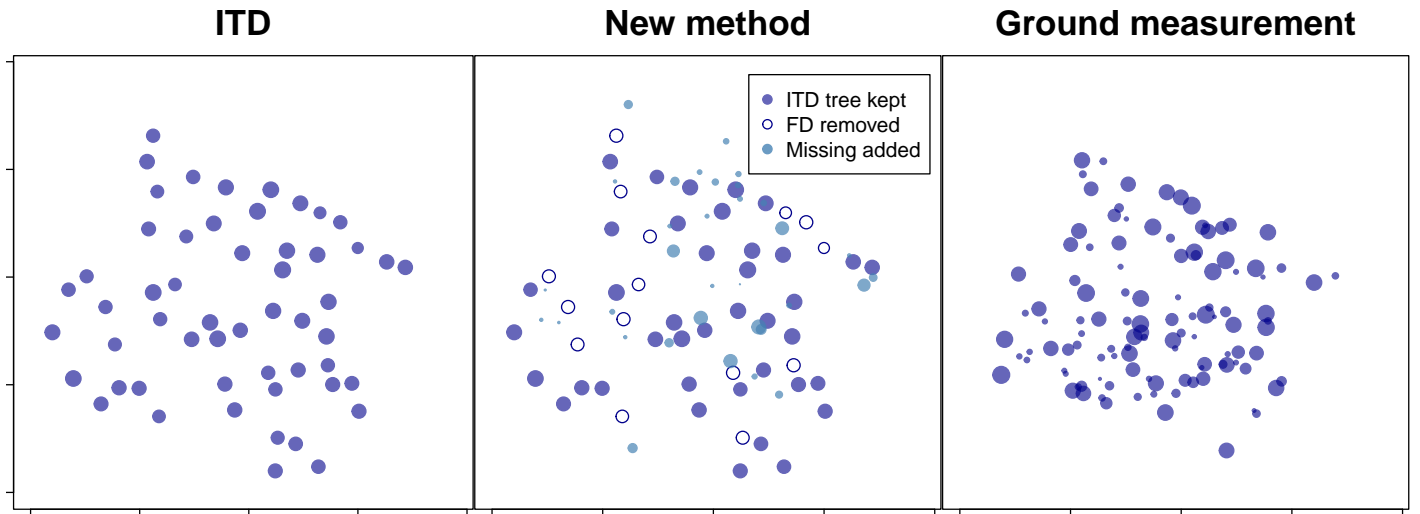 ITD
New method
Ground measurement
ITD tree kept
FD removed
Missing added